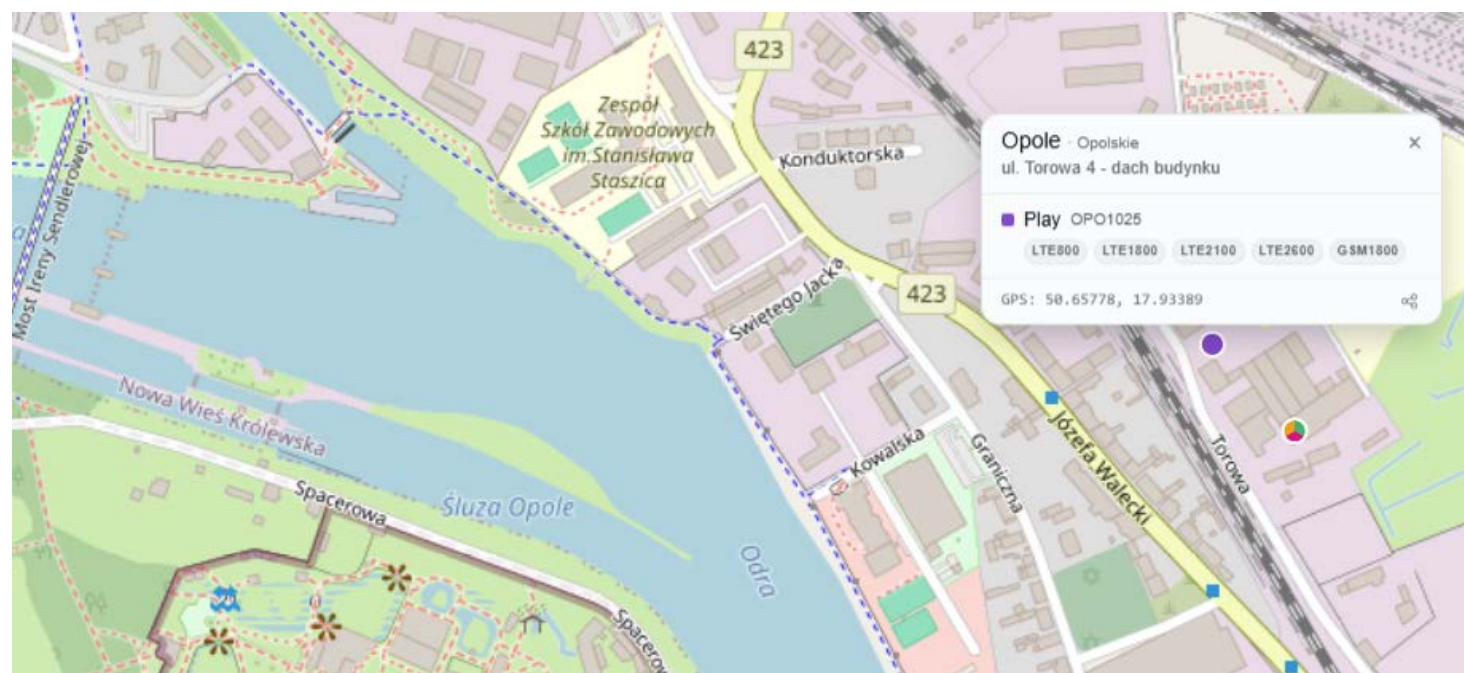 423
Zespół
Szkół Zawodowych
im.Stanisława
Staszica
Konduktorska
Most Ireny Sendlerowej
Opole · Opolskie
ul. Torowa 4 - dach budynku
Play OPO1025
LTE800 LTE1800 LTE2100 LTE2600 GSM1800
GPS: 50.65778, 17.93389
Świętego Jacka
423
Nowa Wieś Królewska
Kowalska
Graniczna
Józefa Walecki
Torowa
Spacerowa
Śluza Opole
Odra
Spacerow